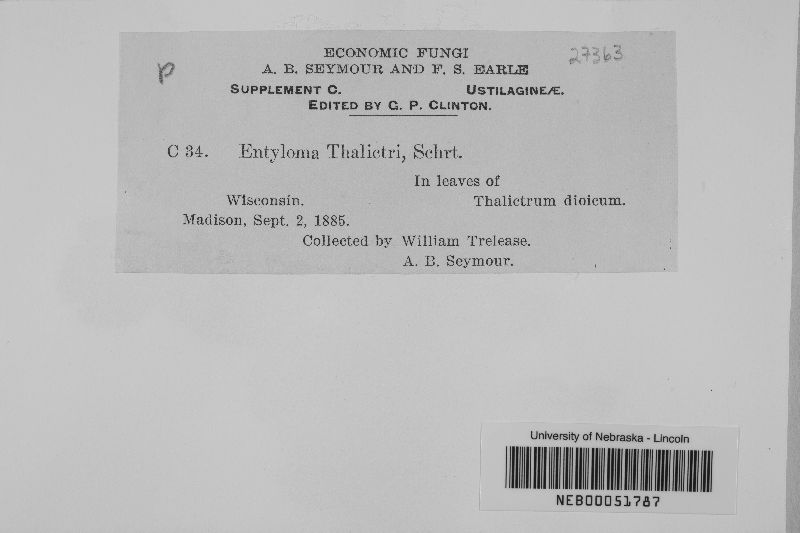 ECONOMIC FUNGI
27363
A. B. SEYMOUR AND F. S. EARLE
p
SUPPLEMENT C. USTILAGINEÆ.
EDITED BY G. P. CLINTON.
C 34. Entyloma Thalictri, Schrt.
In leaves of
Wisconsin. Thalictrum dioicum.
Madison, Sept. 2, 1885.
Collected by William Trelease.
A. B. Seymour.
University of Nebraska - Lincoln
NEB00051787